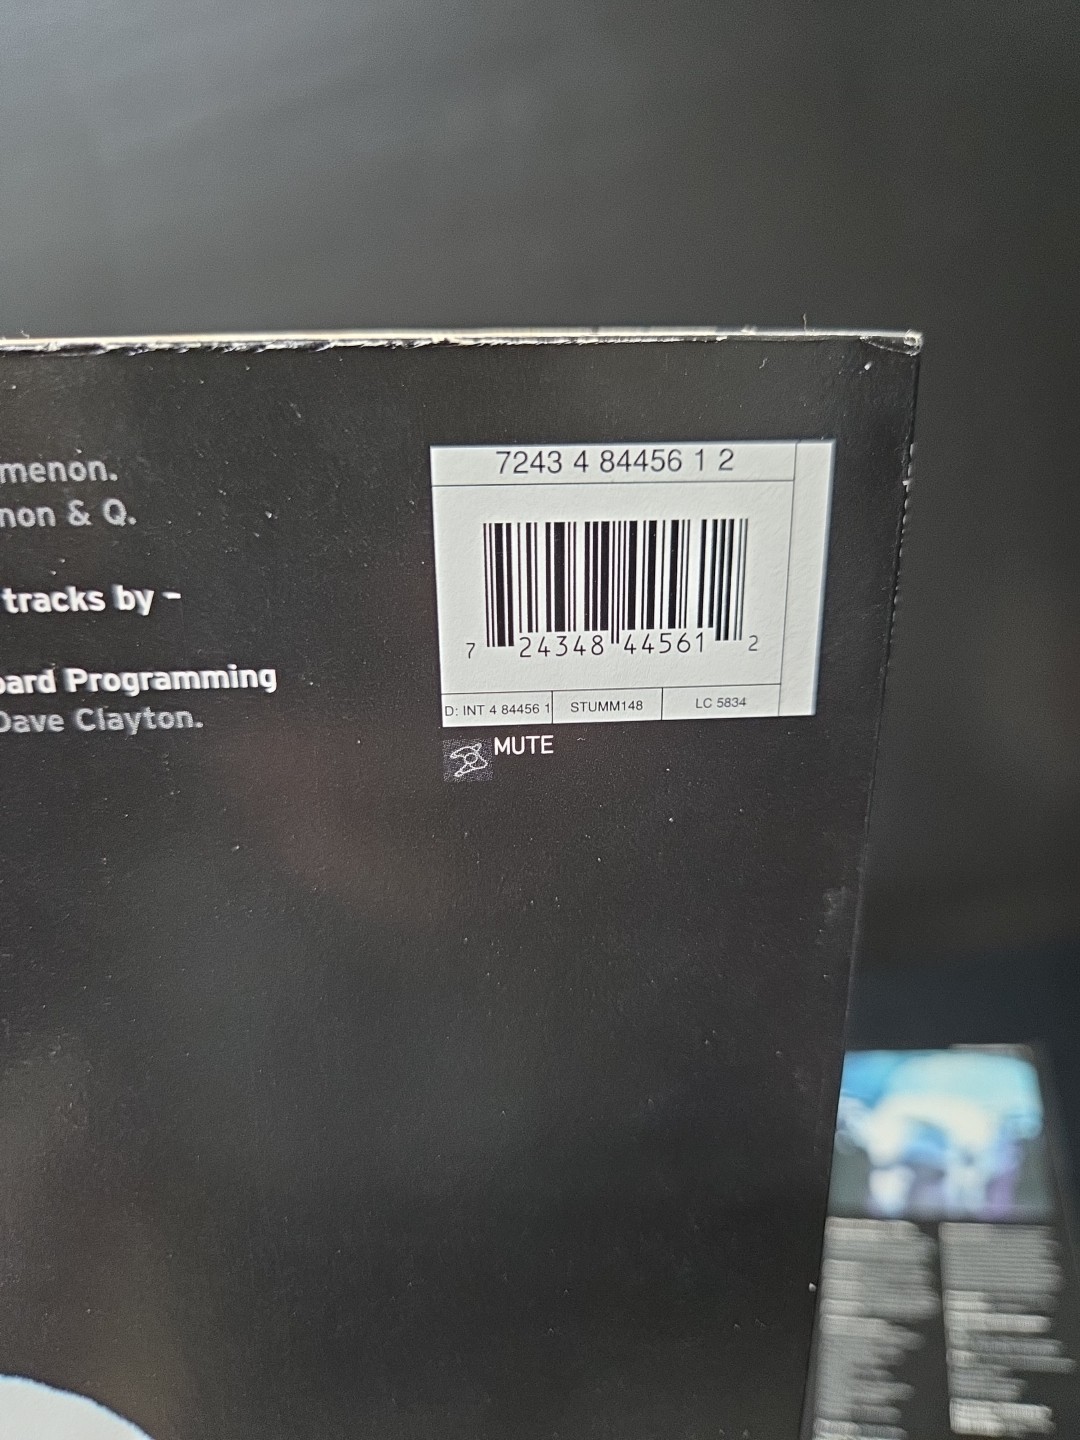 menon.
non & Q.
tracks by -
oard Programming
Dave Clayton.
7243 4 84456 1 2
7 24348 44561 2
D: INT 4 84456 1 STUMM148 LC 5834
MUTE